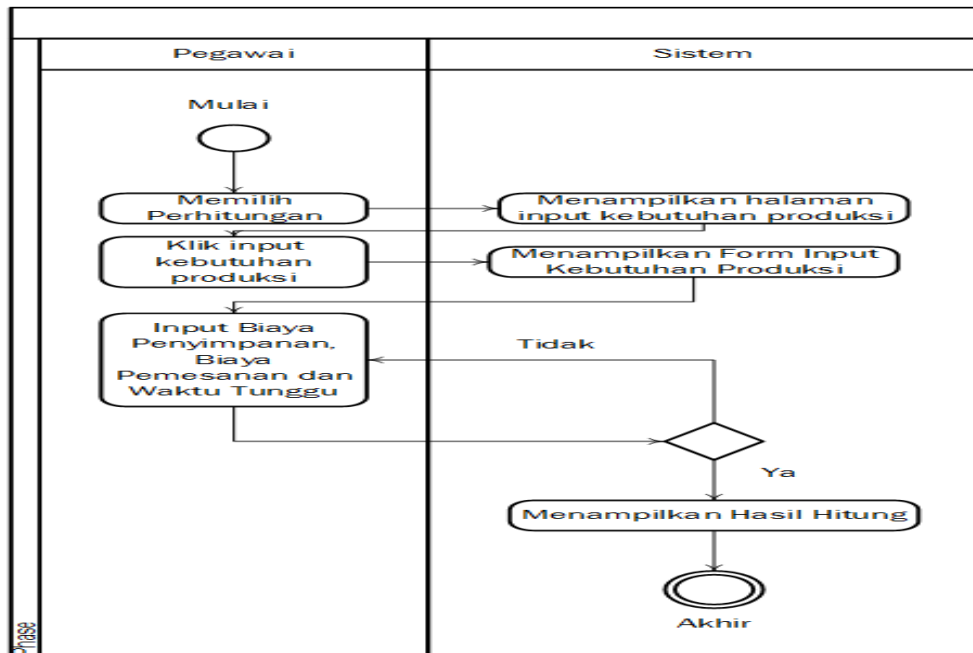 Pegawai
Sistem
Mulai
Memilih
Perhitungan
Menampilkan halaman
input kebutuhan produksi
Klik input
kebutuhan
produksi
Menampilkan Form Input
Kebutuhan Produksi
Input Biaya
Penyimpanan,
Biaya
Pemesanan dan
Waktu Tunggu
Tidak
Ya
Menampilkan Hasil Hitung
Akhir
Phase